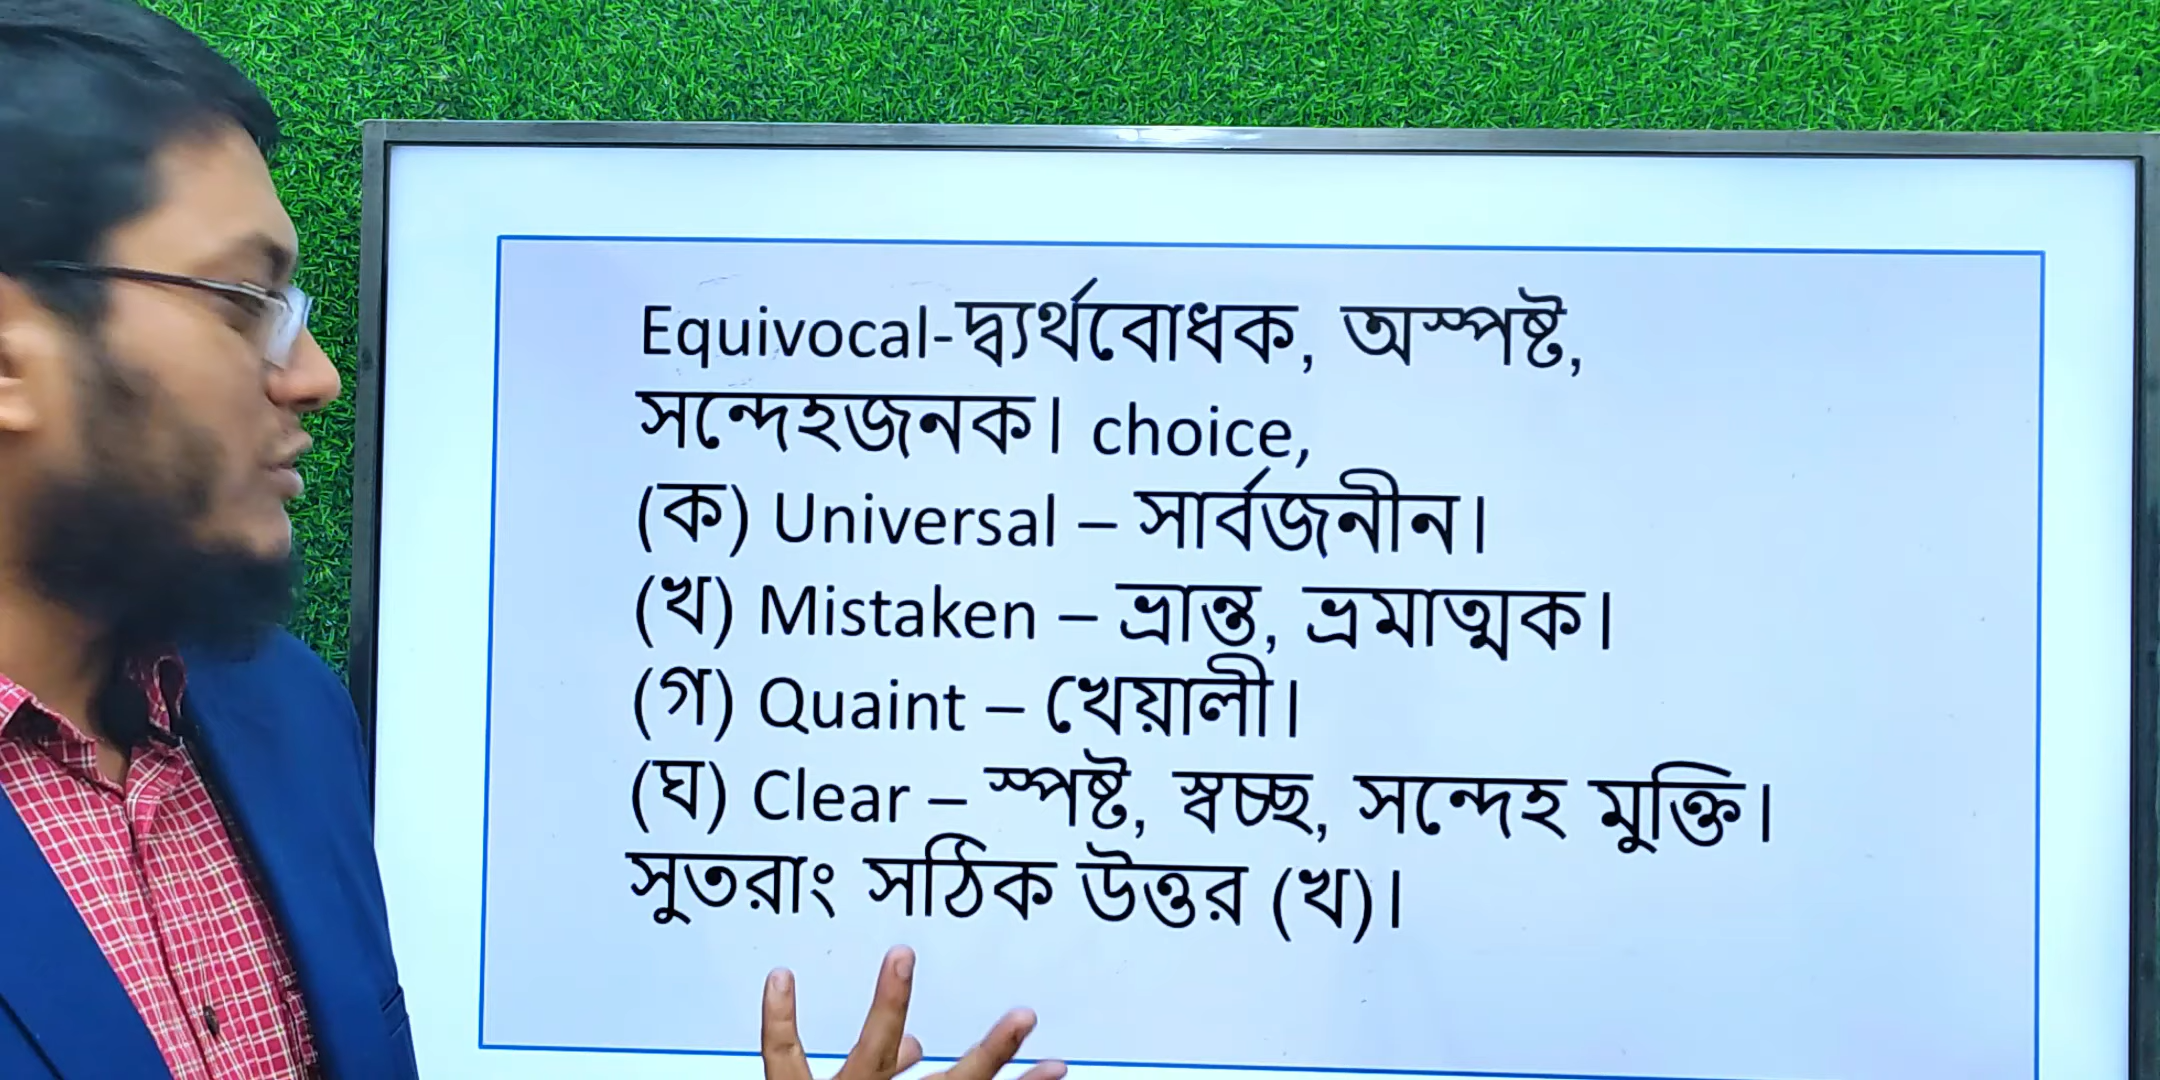 Equivocal-দ্ব্যর্থবোধক, অস্পষ্ট,
সন্দেহজনক। choice,
(ক) Universal – সার্বজনীন।
(খ) Mistaken – ভ্রান্ত, ভ্রমাত্মক।
(গ) Quaint – খেয়ালী।
(ঘ) Clear – স্পষ্ট, স্বচ্ছ, সন্দেহ মুক্তি।
সুতরাং সঠিক উত্তর (খ)।